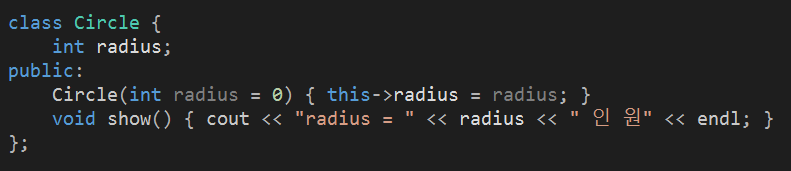 class Circle {
    int radius;
public:
    Circle(int radius = 0) { this->radius = radius; }
    void show() { cout << "radius = " << radius << " 인 원" << endl; }
};